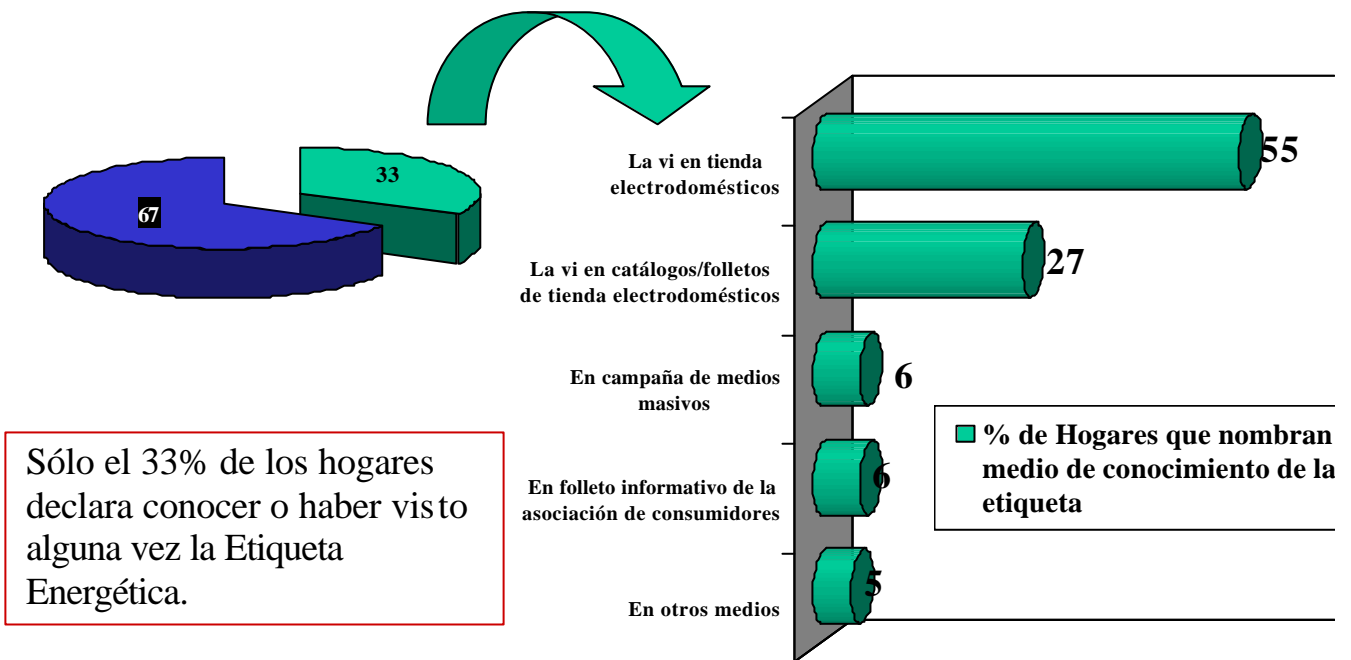 33
67
La vi en tienda
electrodomésticos
55
La vi en catálogos/folletos
de tienda electrodomésticos
27
En campaña de medios
masivos
6
En folleto informativo de la
asociación de consumidores
6
En otros medios
5
% de Hogares que nombran
medio de conocimiento de la
etiqueta
Sólo el 33% de los hogares
declara conocer o haber visto
alguna vez la Etiqueta
Energética.